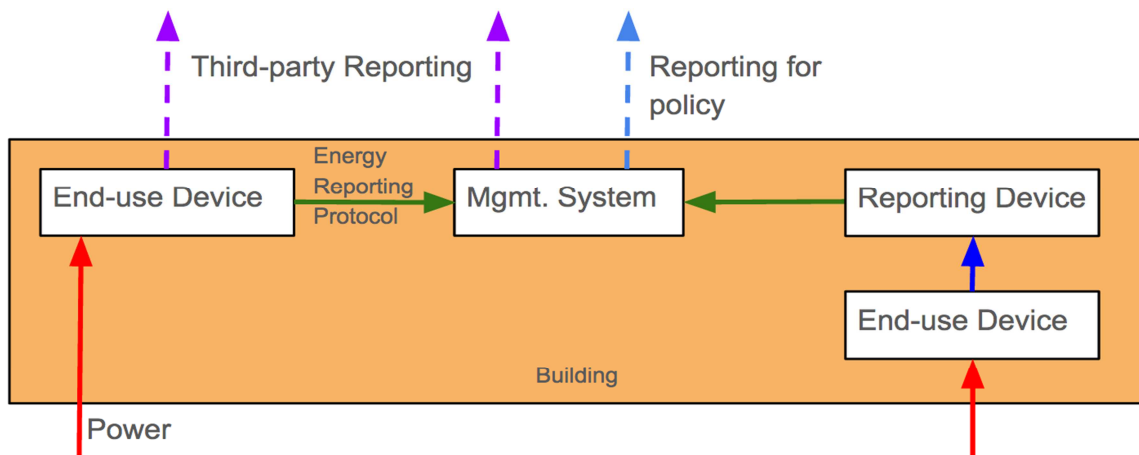 Third-party Reporting
Reporting for
policy
End-use Device
Energy
Reporting
Protocol
Mgmt. System
Reporting Device
End-use Device
Building
Power